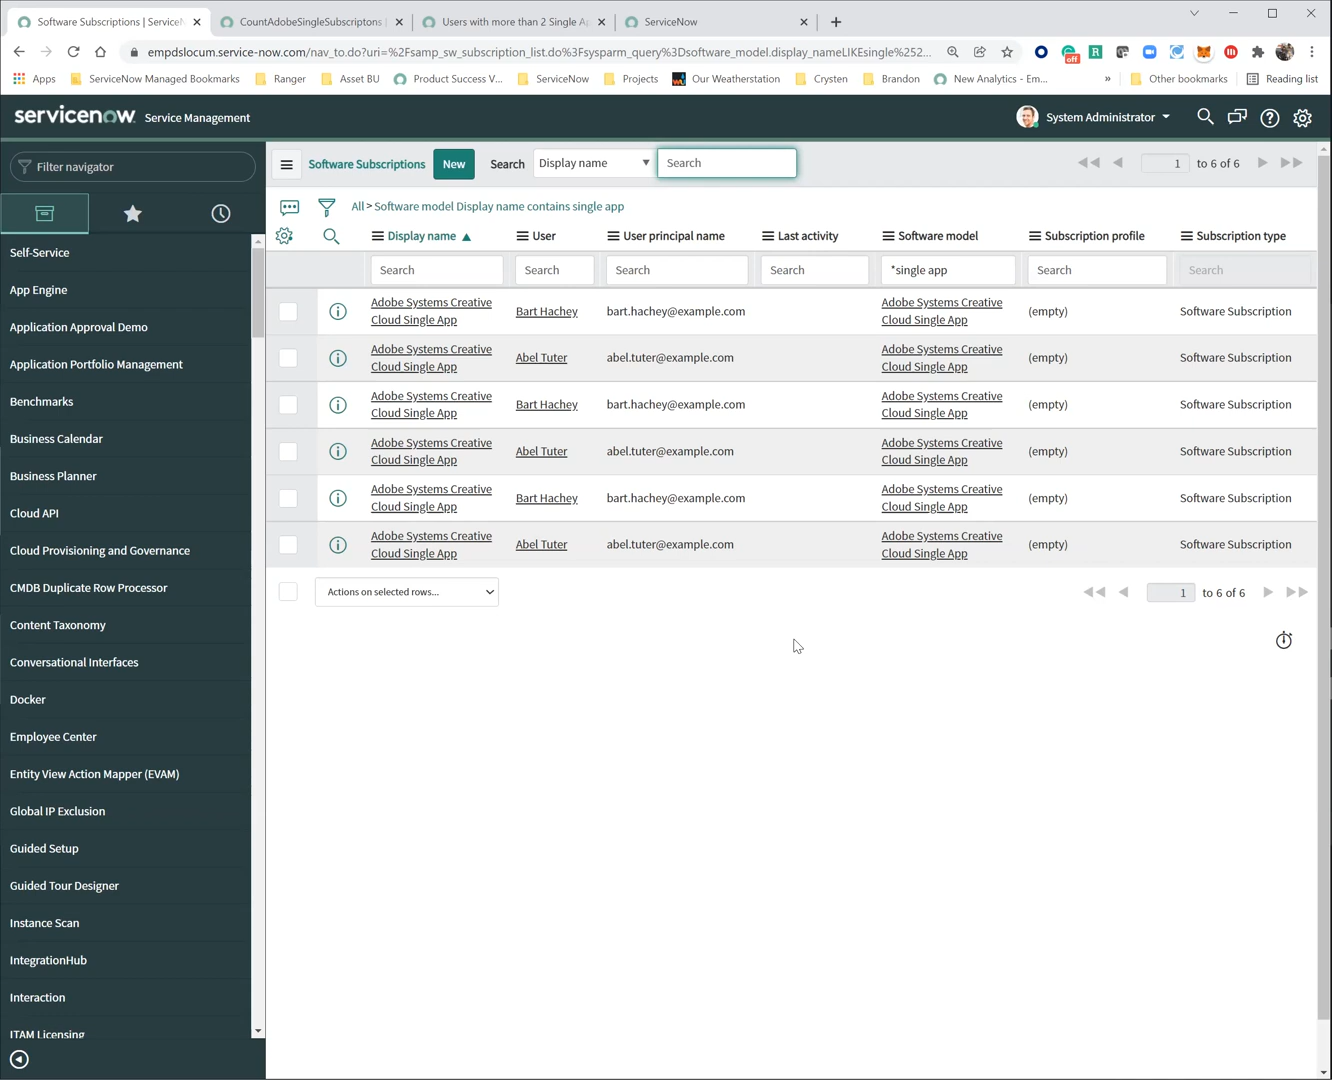 Software Subscriptions | ServiceN
CountAdobeSingleSubscriptons |
Users with more than 2 Single A
ServiceNow
empdslocum.service-now.com/nav_to.do?uri=%2Fsamp_sw_subscription_list.do%3Fsysparm_query%3Dsoftware_model.display_nameLIKEsingle%252...
Apps
ServiceNow Managed Bookmarks
Ranger
Asset BU
Product Success V...
ServiceNow
Projects
Our Weatherstation
Crysten
Brandon
New Analytics - Em...
»
Other bookmarks
Reading list
off
servicenow Service Management
System Administrator
Filter navigator
Software Subscriptions New Search Display name Search
1 to 6 of 6
All > Software model Display name contains single app
Display name User User principal name Last activity Software model Subscription profile Subscription type
Search Search Search Search *single app Search Search
Adobe Systems Creative Cloud Single App Bart Hachey bart.hachey@example.com Adobe Systems Creative Cloud Single App (empty) Software Subscription
Adobe Systems Creative Cloud Single App Abel Tuter abel.tuter@example.com Adobe Systems Creative Cloud Single App (empty) Software Subscription
Adobe Systems Creative Cloud Single App Bart Hachey bart.hachey@example.com Adobe Systems Creative Cloud Single App (empty) Software Subscription
Adobe Systems Creative Cloud Single App Abel Tuter abel.tuter@example.com Adobe Systems Creative Cloud Single App (empty) Software Subscription
Adobe Systems Creative Cloud Single App Bart Hachey bart.hachey@example.com Adobe Systems Creative Cloud Single App (empty) Software Subscription
Adobe Systems Creative Cloud Single App Abel Tuter abel.tuter@example.com Adobe Systems Creative Cloud Single App (empty) Software Subscription
Actions on selected rows...
1 to 6 of 6
Self-Service
App Engine
Application Approval Demo
Application Portfolio Management
Benchmarks
Business Calendar
Business Planner
Cloud API
Cloud Provisioning and Governance
CMDB Duplicate Row Processor
Content Taxonomy
Conversational Interfaces
Docker
Employee Center
Entity View Action Mapper (EVAM)
Global IP Exclusion
Guided Setup
Guided Tour Designer
Instance Scan
IntegrationHub
Interaction
ITAM Licensing